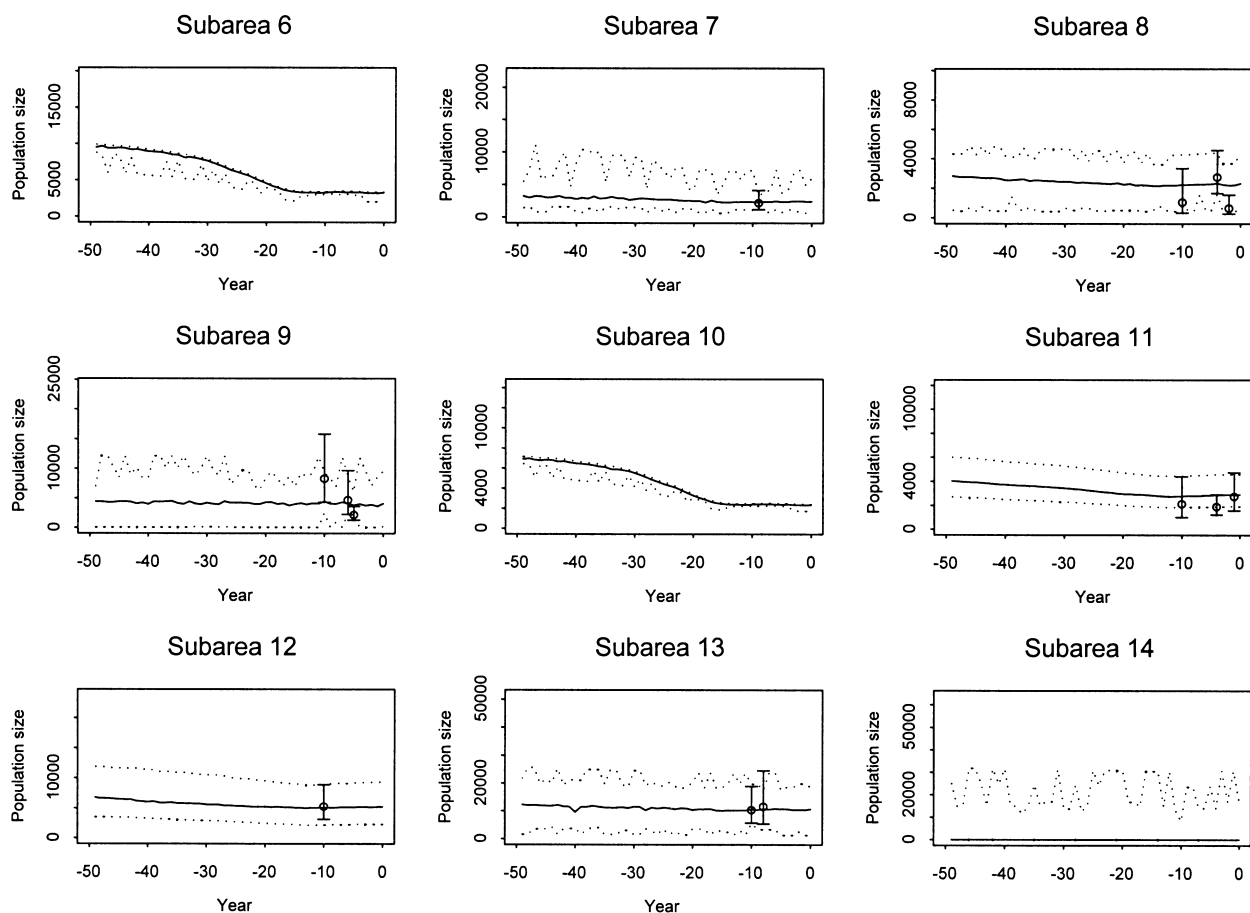 Subarea 6
Population size
0
5000
15000
-50 -40 -30 -20 -10 0
Year
Subarea 7
Population size
0
10000
20000
-50 -40 -30 -20 -10 0
Year
Subarea 8
Population size
0
4000
8000
-50 -40 -30 -20 -10 0
Year
Subarea 9
Population size
0
10000
25000
-50 -40 -30 -20 -10 0
Year
Subarea 10
Population size
0
4000
10000
-50 -40 -30 -20 -10 0
Year
Subarea 11
Population size
0
4000
10000
-50 -40 -30 -20 -10 0
Year
Subarea 12
Population size
0
10000
-50 -40 -30 -20 -10 0
Year
Subarea 13
Population size
0
20000
50000
-50 -40 -30 -20 -10 0
Year
Subarea 14
Population size
0
20000
50000
-50 -40 -30 -20 -10 0
Year